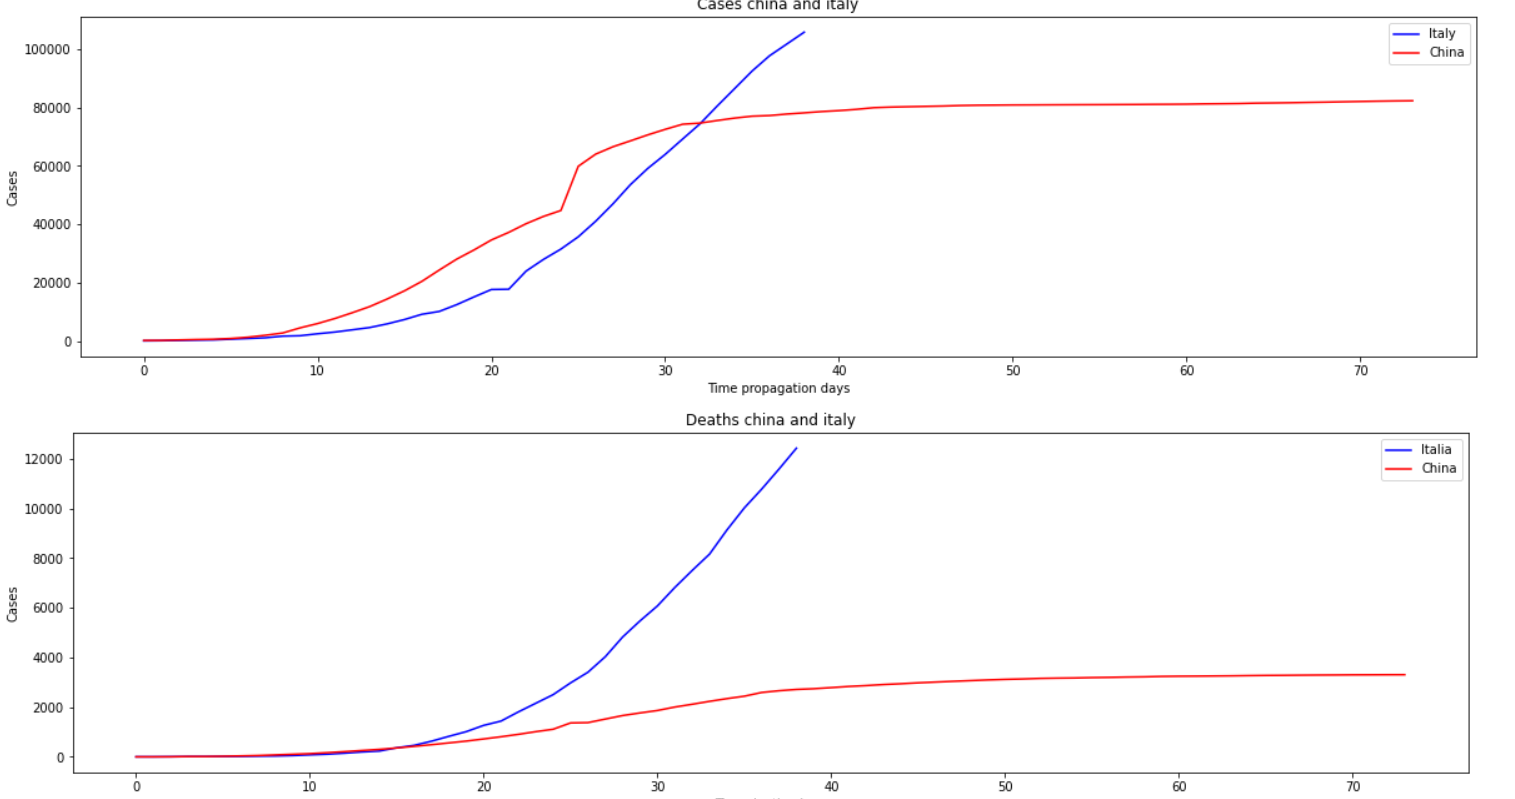 Cases china and italy
Italy
China
100000
80000
60000
40000
20000
0
Cases
0 10 20 30 40 50 60 70
Time propagation days
Deaths china and italy
Italia
China
12000
10000
8000
6000
4000
2000
0
Cases
0 10 20 30 40 50 60 70